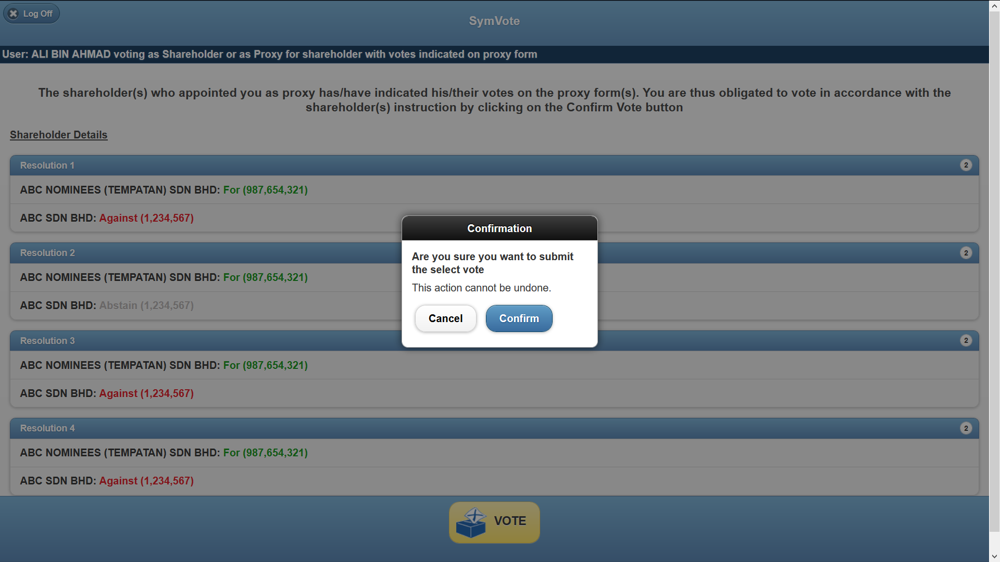 Log Off
SymVote
User: ALI BIN AHMAD voting as Shareholder or as Proxy for shareholder with votes indicated on proxy form
The shareholder(s) who appointed you as proxy has/have indicated his/their votes on the proxy form(s). You are thus obligated to vote in accordance with the
shareholder(s) instruction by clicking on the Confirm Vote button
Shareholder Details
Resolution 1 2
ABC NOMINEES (TEMPATAN) SDN BHD: For (987,654,321)
ABC SDN BHD: Against (1,234,567)
Resolution 2 2
ABC NOMINEES (TEMPATAN) SDN BHD: For (987,654,321)
ABC SDN BHD: Abstain (1,234,567)
Resolution 3 2
ABC NOMINEES (TEMPATAN) SDN BHD: For (987,654,321)
ABC SDN BHD: Against (1,234,567)
Resolution 4 2
ABC NOMINEES (TEMPATAN) SDN BHD: For (987,654,321)
ABC SDN BHD: Against (1,234,567)
Confirmation
Are you sure you want to submit
the select vote
This action cannot be undone.
Cancel Confirm
VOTE